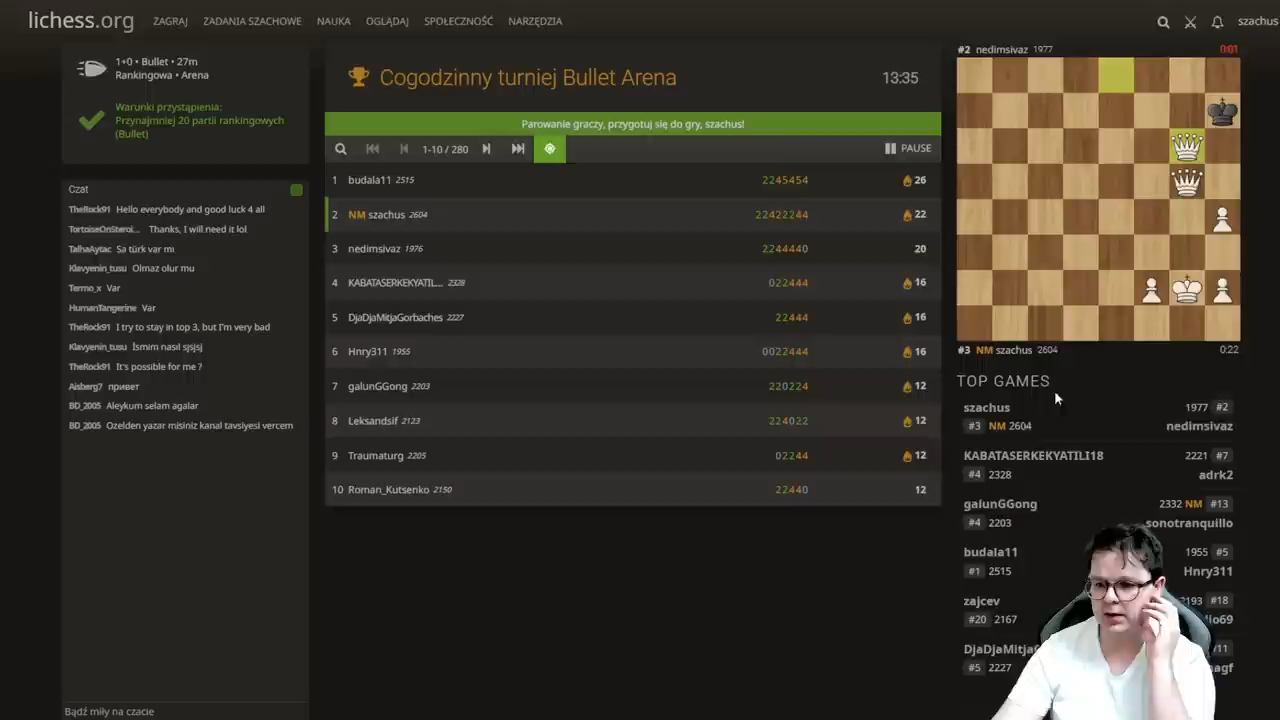 lichess.org ZAGRAJ ZADANIA SZACHOWE NAUKA OGLĄDAJ SPOŁECZNOŚĆ NARZĘDZIA szachus
1+0 • Bullet • 27m
Rankingowa • Arena
Warunki przystąpienia:
Przynajmniej 20 partii rankingowych
(Bullet)
Czat
TheRock91 Hello everybody and good luck 4 all
TortoiseOnSteroi... Thanks, I will need it lol
TalhaAytac Sa türk var mı
Klavyenin_tusu Olmaz olur mu
Termo_x Var
HumanTangerine Var
TheRock91 I try to stay in top 3, but I'm very bad
Klavyenin_tusu İsmim nasıl sjsjsj
TheRock91 It's possible for me ?
Aisberg7 привет
BD_2005 Aleykum selam agalar
BD_2005 Ozelden yazar misiniz kanal tavsiyesi vercem
Bądź miły na czacie
Cogodzinny turniej Bullet Arena 13:35
Parowanie graczy, przygotuj się do gry, szachus!
1-10 / 280 PAUSE
1 budala11 2515 2245454 26
2 NM szachus 2604 22422244 22
3 nedimsivaz 1976 2244440 20
4 KABATASERKEKYATIL... 2328 022444 16
5 DjaDjaMitjaGorbaches 2227 22444 16
6 Hnry311 1955 0022444 16
7 galunGGong 2203 220224 12
8 Leksandsif 2123 224022 12
9 Traumaturg 2205 02244 12
10 Roman_Kutsenko 2150 22440 12
#2 nedimsivaz 1977 0:01
#3 NM szachus 2604 0:22
TOP GAMES
szachus 1977 #2
#3 NM 2604 nedimsivaz
KABATASERKEKYATILI18 2221 #7
#4 2328 adrk2
galunGGong 2332 NM #13
#4 2203 sonotranquillo
budala11 1955 #5
#1 2515 Hnry311
zajcev 2193 #18
#20 2167
#5 2227